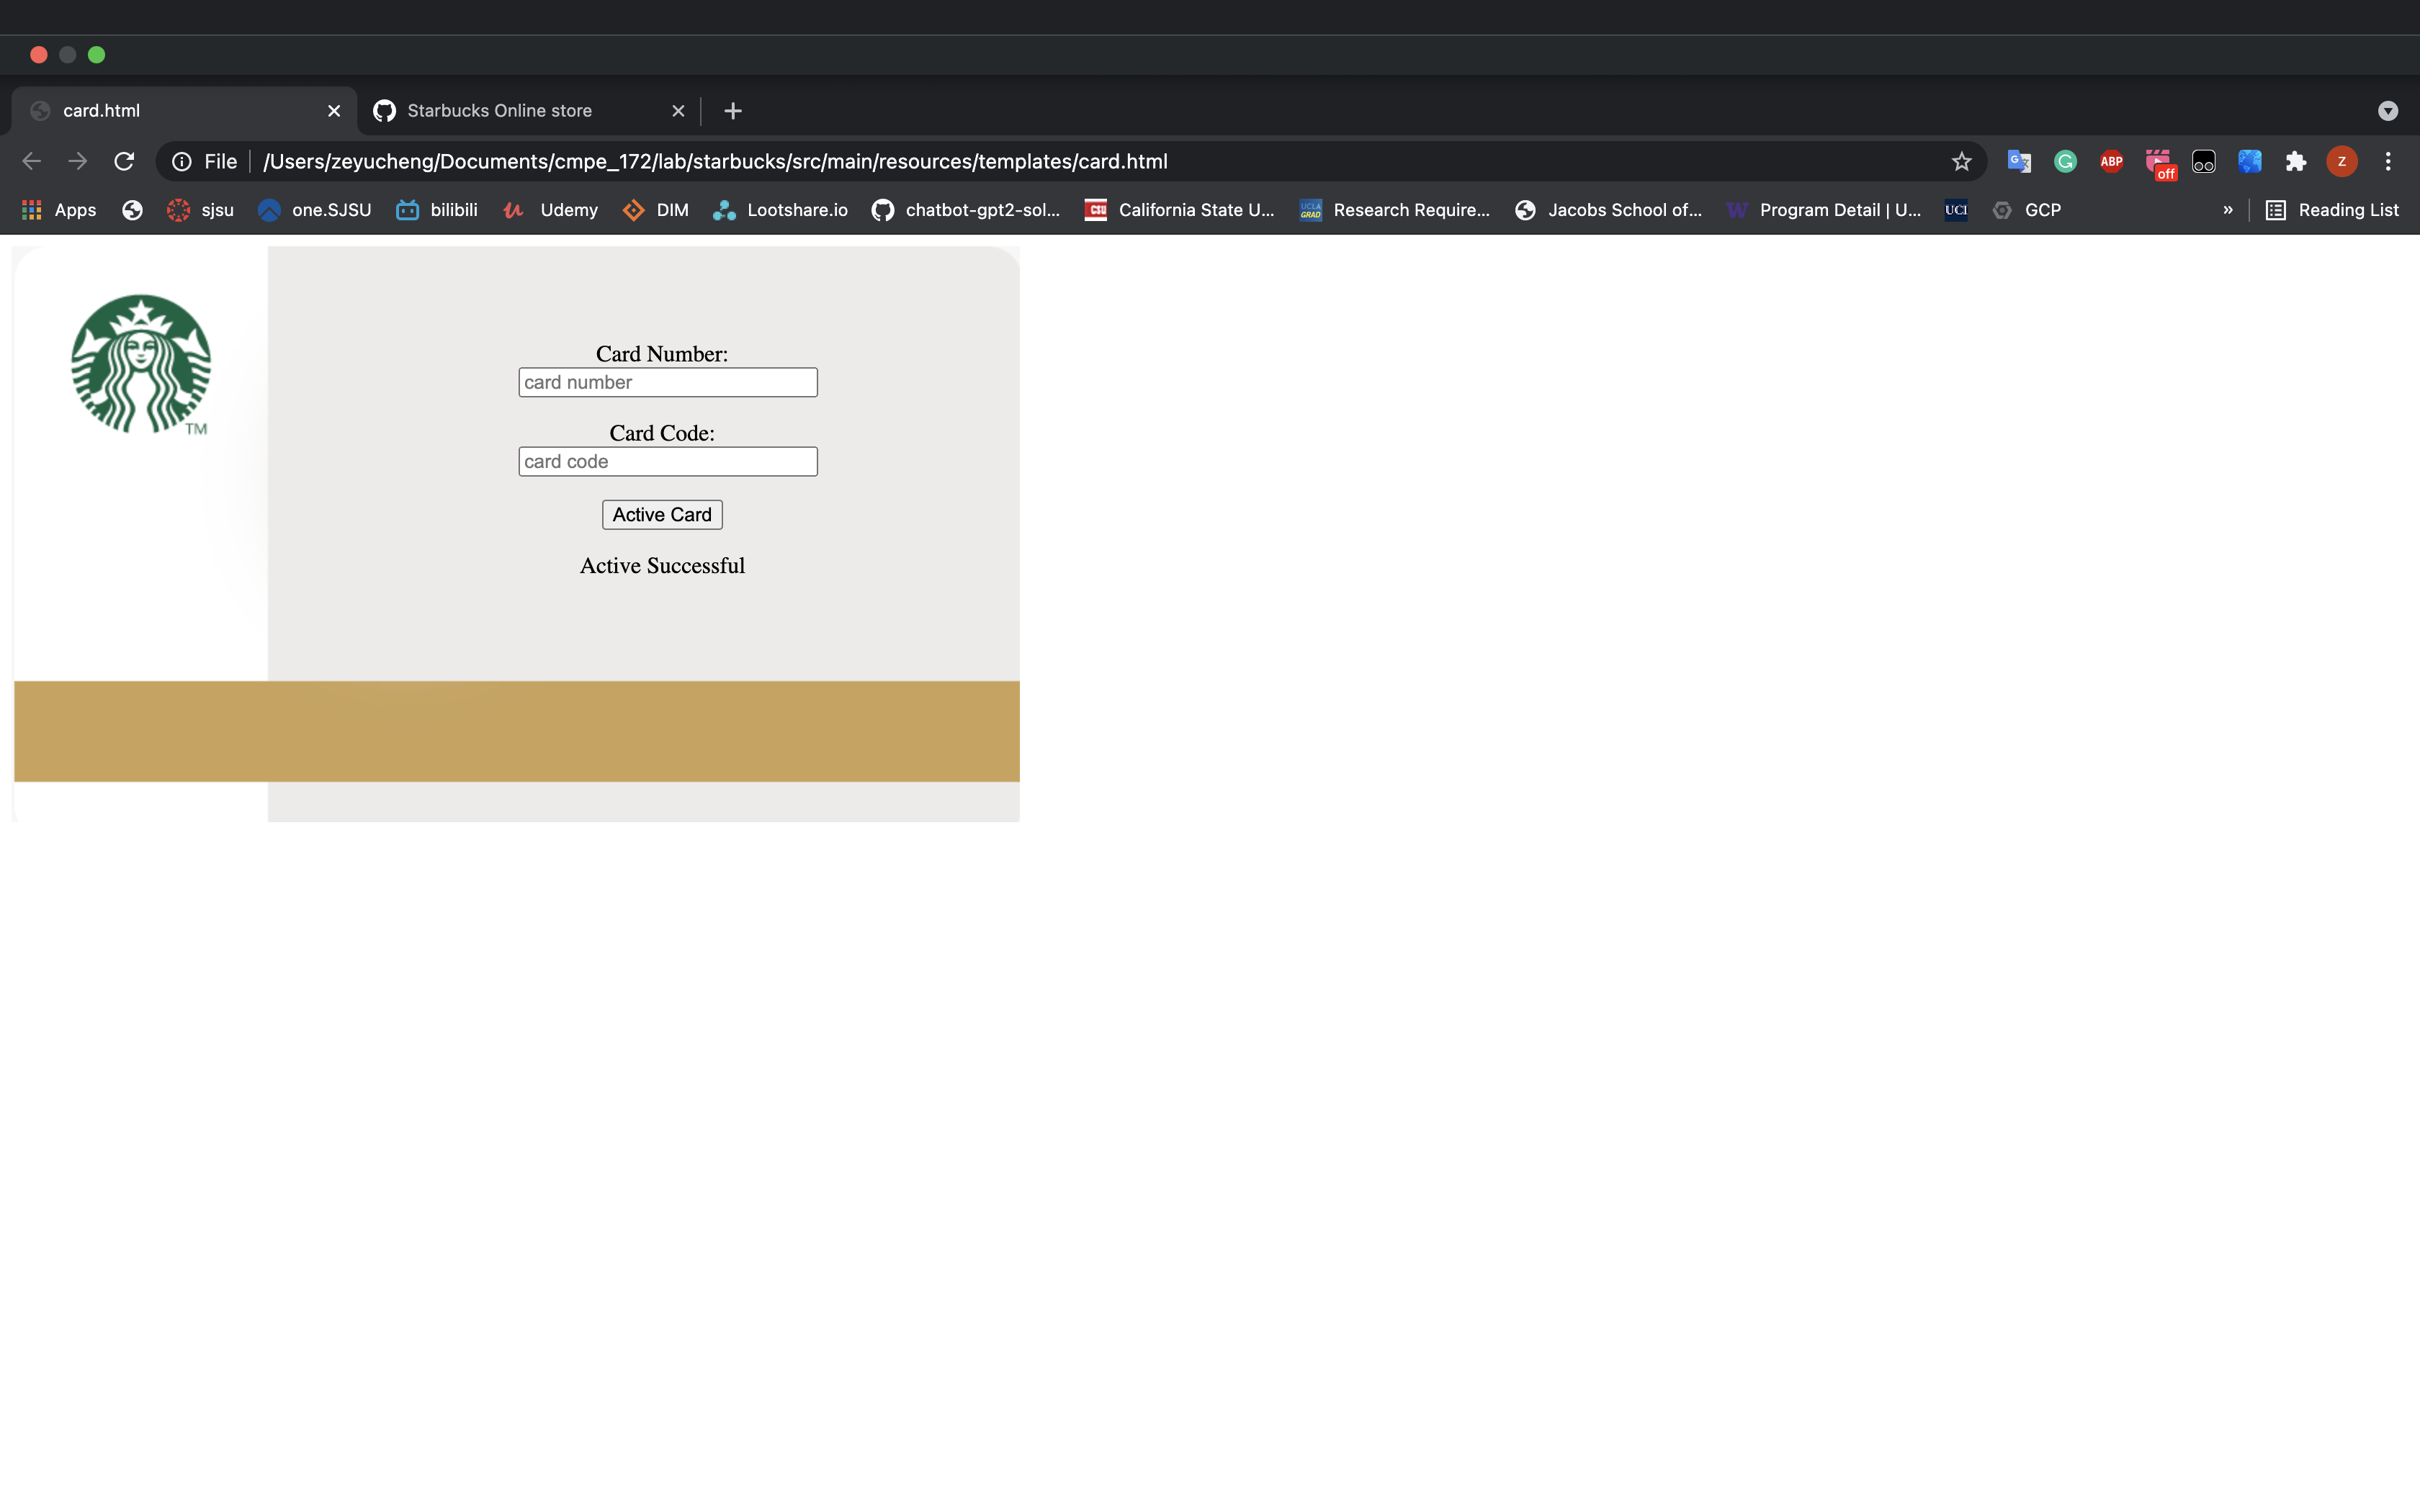 card.html Starbucks Online store
File /Users/zeyucheng/Documents/cmpe_172/lab/starbucks/src/main/resources/templates/card.html G ABP off Z
Apps sjsu one.SJSU bilibili Udemy DIM Lootshare.io chatbot-gpt2-sol... CSU California State U... UCLA GRAD Research Require... Jacobs School of... W Program Detail | U... UCI GCP » Reading List
TM
Card Number:
card number
Card Code:
card code
Active Card
Active Successful